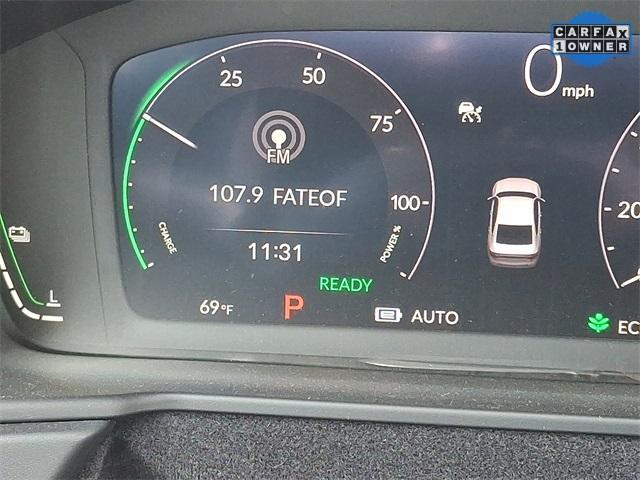 CARFAX
1 OWNER
0 mph
25
50
75
100
FM
107.9 FATEOF
11:31
CHARGE
POWER %
READY
69°F
P
AUTO
L
20
EC